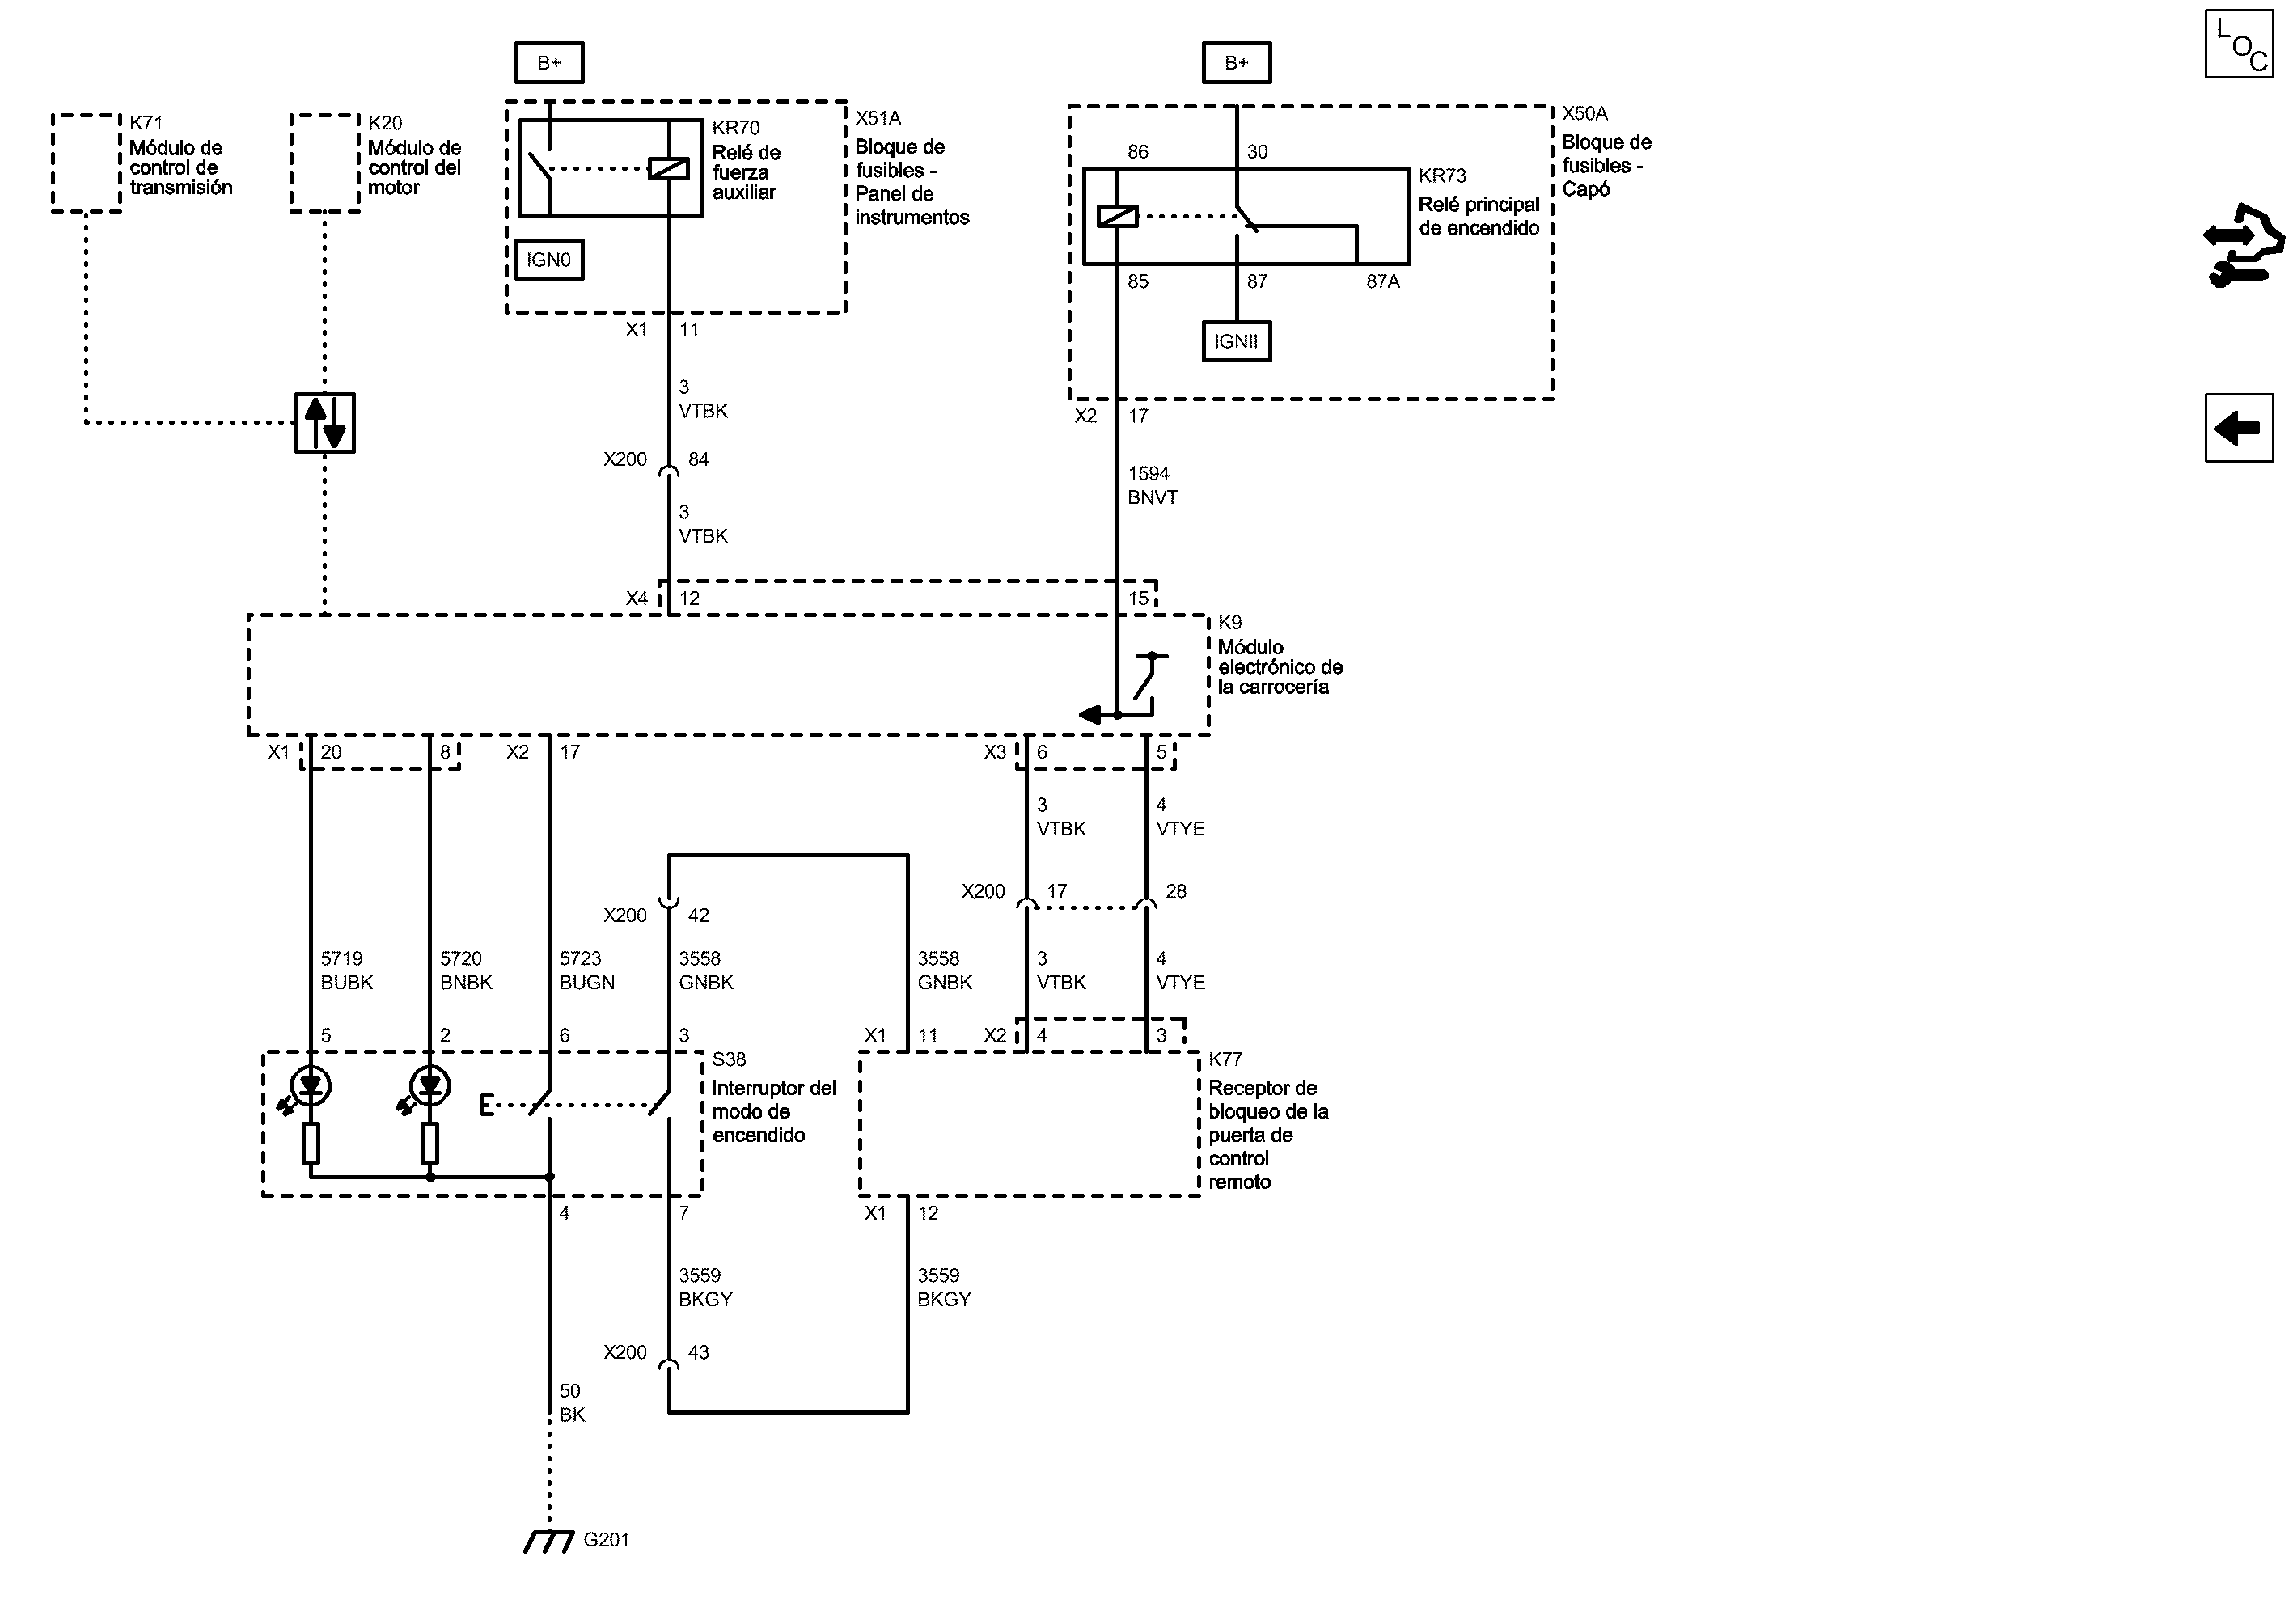 B+
B+
LOC
K71
Módulo de
control de
transmisión
K20
Módulo de
control del
motor
KR70
Relé de
fuerza
auxiliar
X51A
Bloque de
fusibles -
Panel de
instrumentos
IGN0
X1 11
3
VTBK
X200 84
3
VTBK
X4 12
86 30
KR73
Relé principal
de encendido
85 87 87A
IGNII
X50A
Bloque de
fusibles -
Capó
X2 17
1594
BNVT
15
K9
Módulo
electrónico de
la carrocería
X1 20 8 X2 17 X3 6 5
3
VTBK
4
VTYE
X200 17 28
X200 42
5719
BUBK
5720
BNBK
5723
BUGN
3558
GNBK
3558
GNBK
3
VTBK
4
VTYE
5 2 6 3 X1 11 X2 4 3
S38
Interruptor del
modo de
encendido
K77
Receptor de
bloqueo de la
puerta de
control
remoto
4 7 X1 12
3559
BKGY
3559
BKGY
X200 43
50
BK
G201